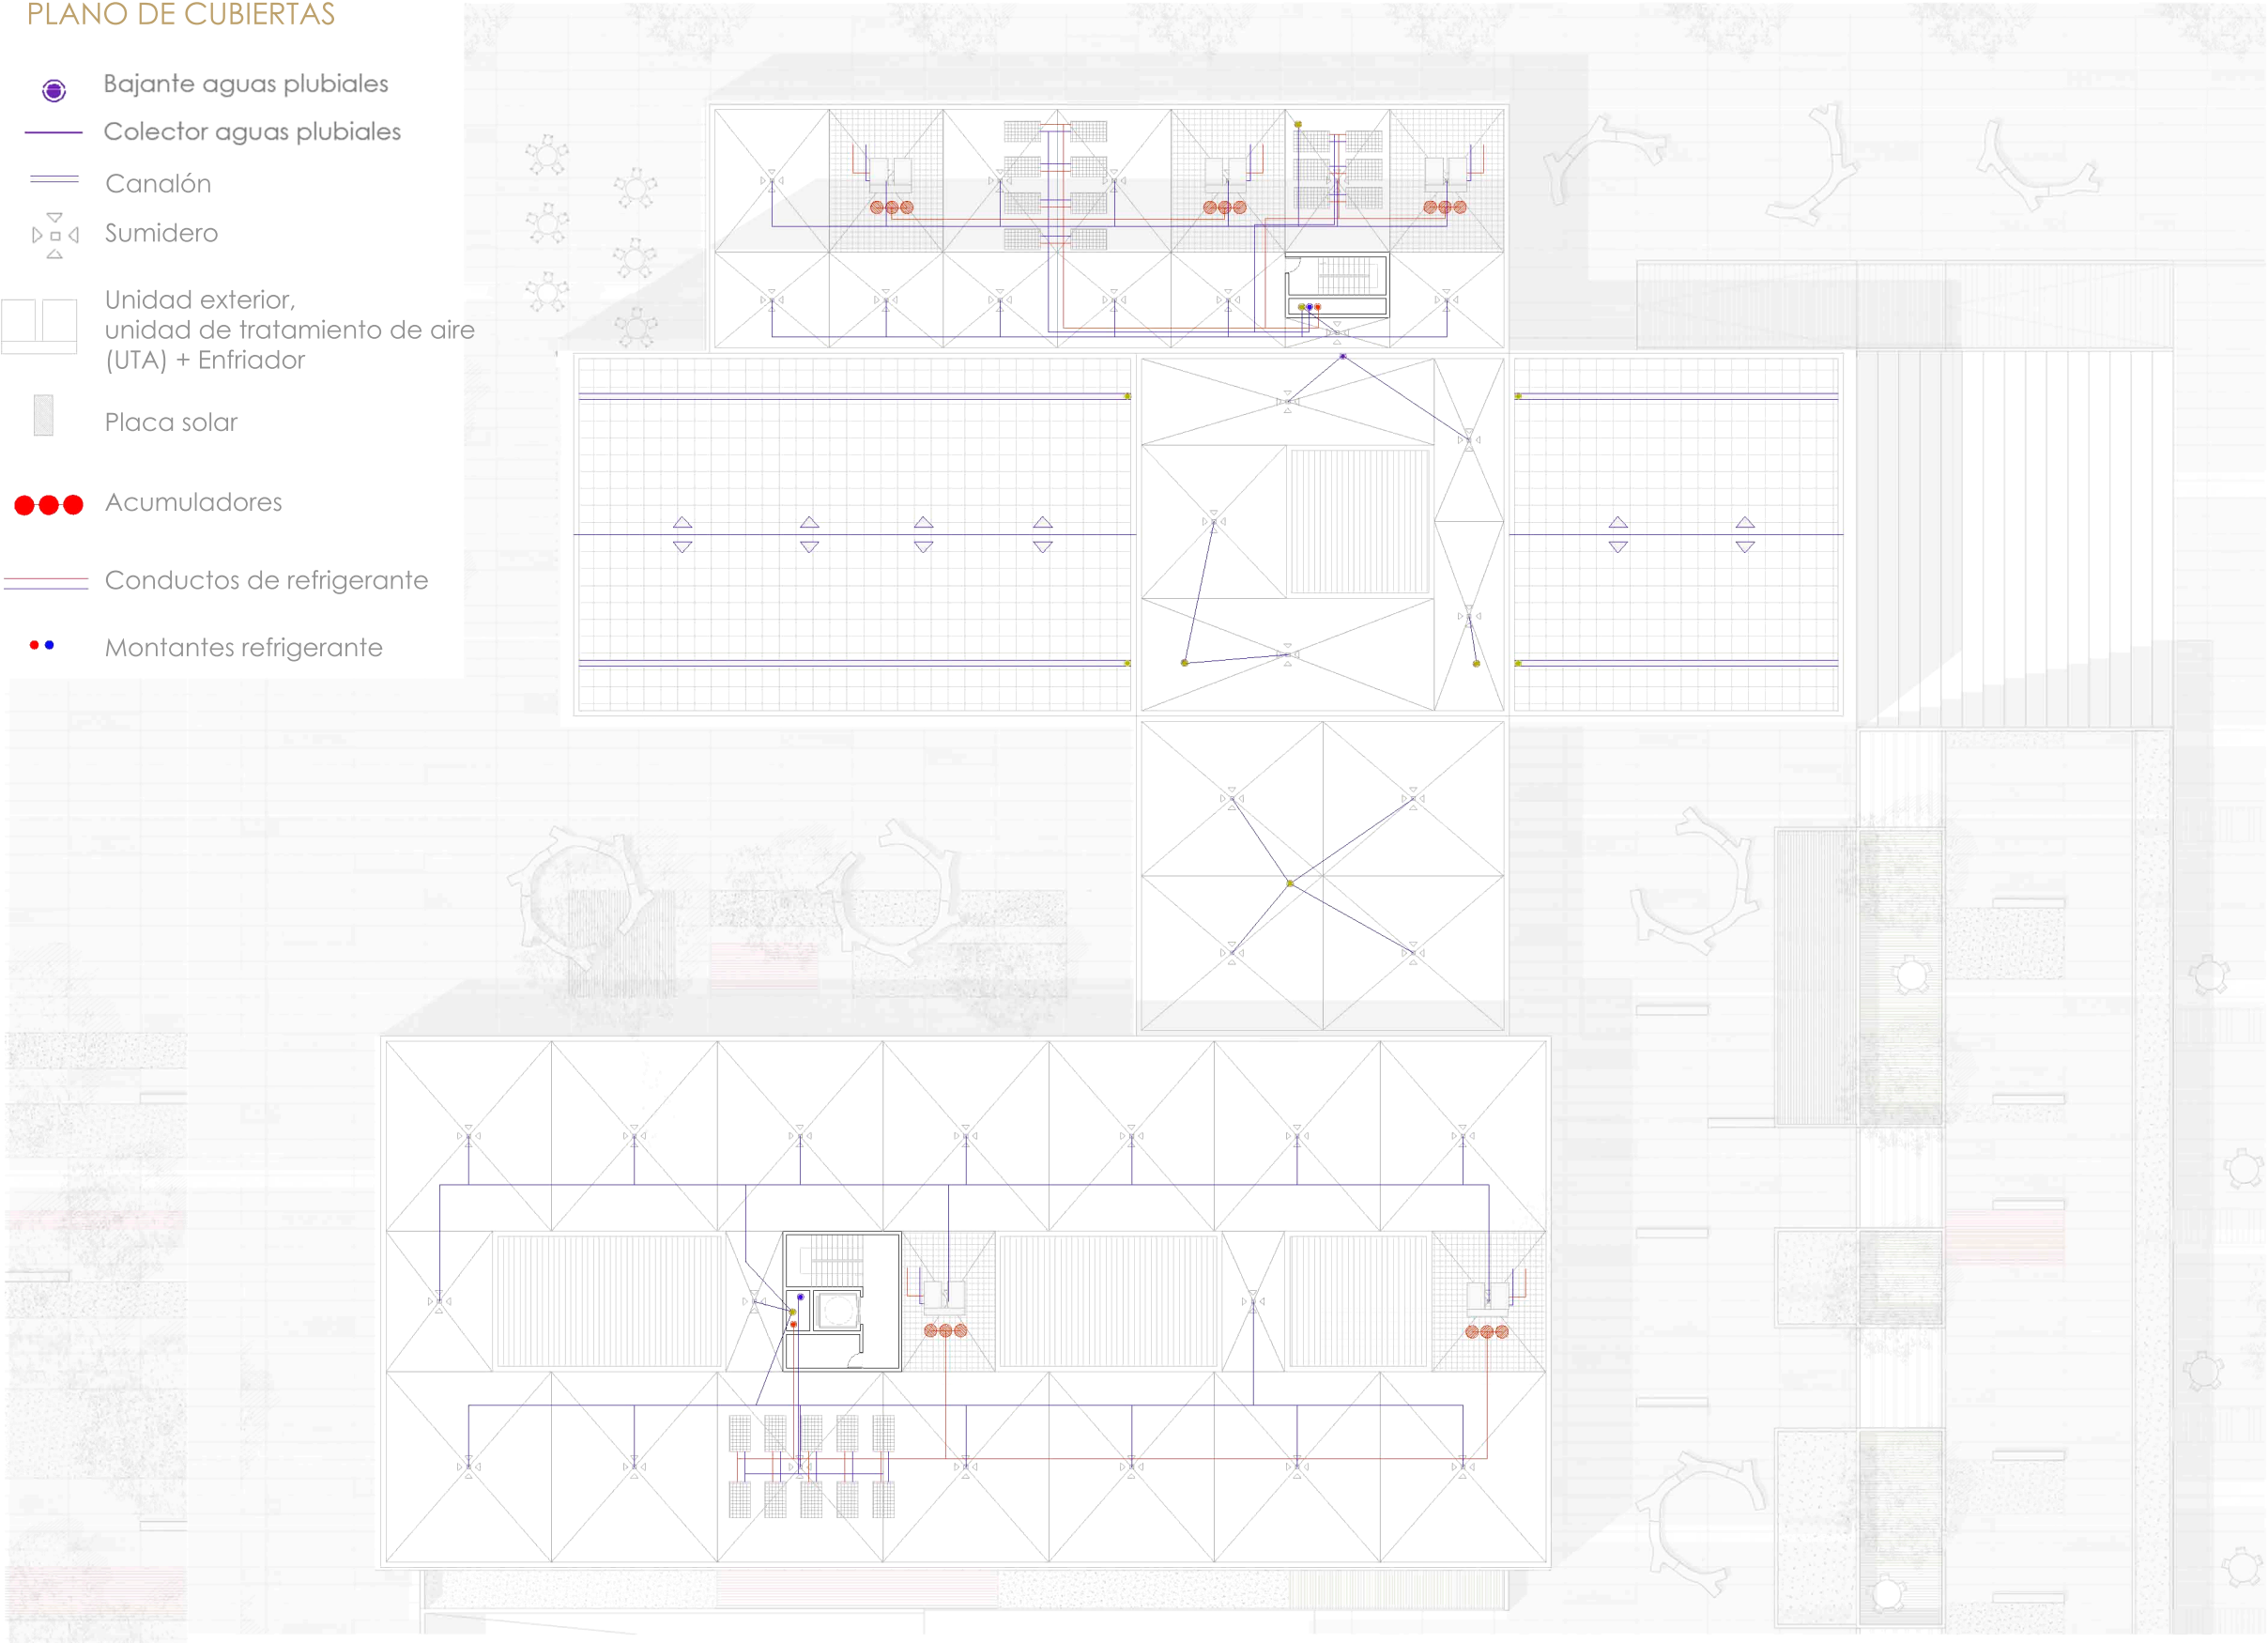 PLANO DE CUBIERTAS
Bajante aguas plubiales
Colector aguas plubiales
Canalón
Sumidero
Unidad exterior,
unidad de tratamiento de aire
(UTA) + Enfriador
Placa solar
Acumuladores
Conductos de refrigerante
Montantes refrigerante